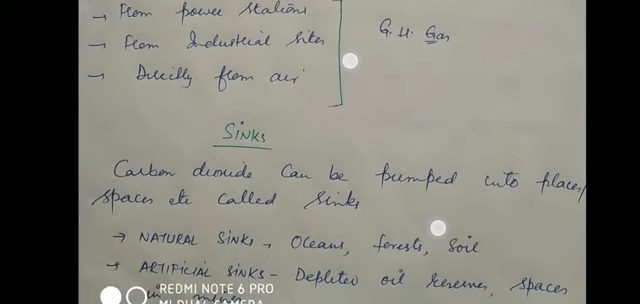 → From power stations
→ From Industrial Sites
→ Directly from air
G. H. Gas
SINKS
Carbon dioxide can be pumped into places,
spaces etc called sinks
→ NATURAL SINKS → Oceans, forests, Soil
→ ARTIFICIAL SINKS - Depleted oil reserves, spaces
in
REDMI NOTE 6 PRO
MI DUAL CAMERA